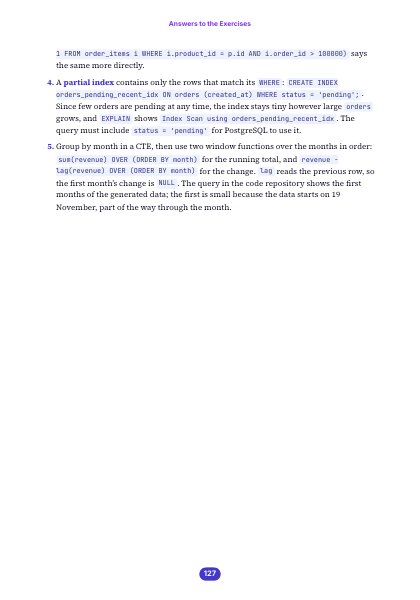 Answers to the Exercises
1 FROM order_items i WHERE i.product_id = p.id AND i.order_id > 100000) says
the same more directly.
4. A partial index contains only the rows that match its WHERE: CREATE INDEX
orders_pending_recent_idx ON orders (created_at) WHERE status = 'pending';.
Since few orders are pending at any time, the index stays tiny however large orders
grows, and EXPLAIN shows Index Scan using orders_pending_recent_idx. The
query must include status = 'pending' for PostgreSQL to use it.
5. Group by month in a CTE, then use two window functions over the months in order:
sum(revenue) OVER (ORDER BY month) for the running total, and revenue -
lag(revenue) OVER (ORDER BY month) for the change. lag reads the previous row, so
the first month's change is NULL. The query in the code repository shows the first
months of the generated data; the first is small because the data starts on 19
November, part of the way through the month.
127